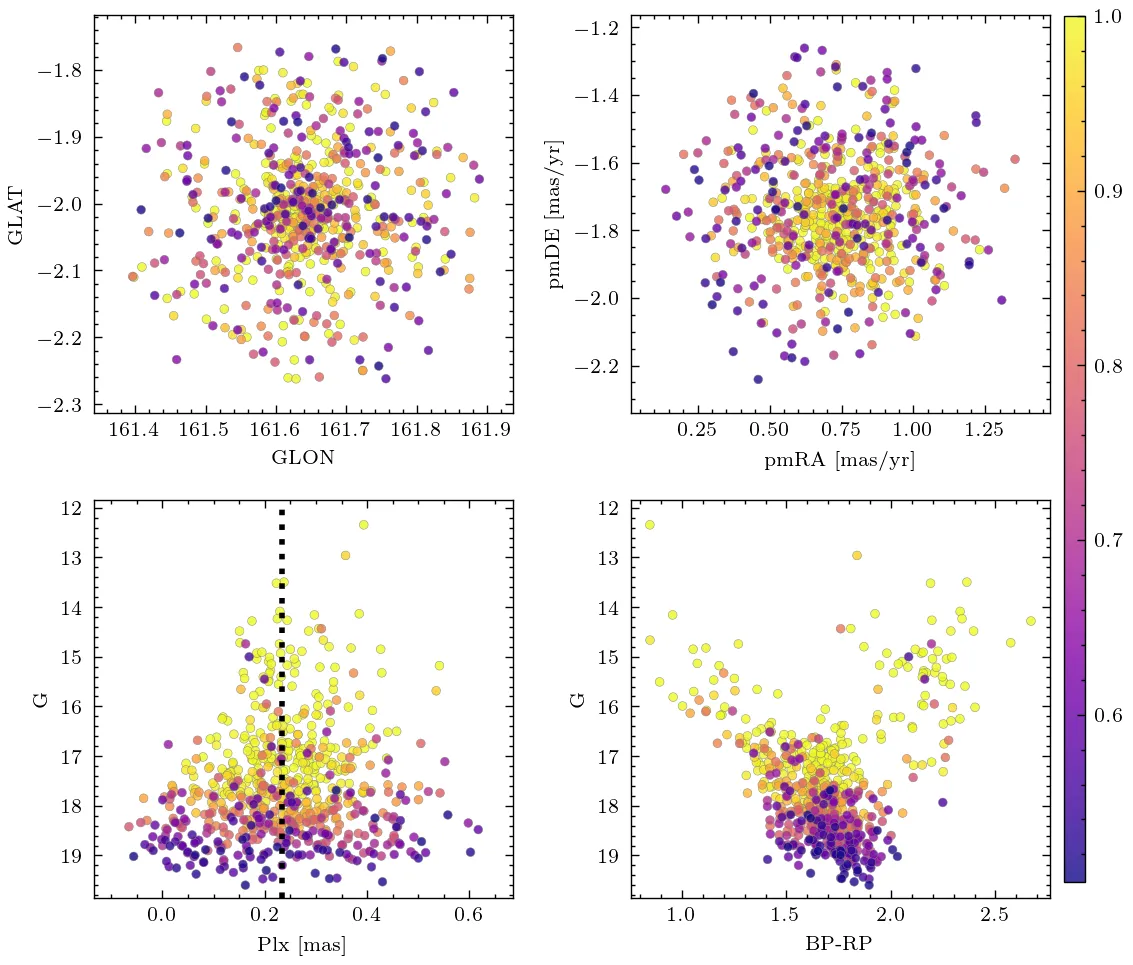 −1.8
−1.9
−2.0
−2.1
−2.2
−2.3
GLAT
161.4 161.5 161.6 161.7 161.8 161.9
GLON
−1.2
−1.4
−1.6
−1.8
−2.0
−2.2
pmDE [mas/yr]
0.25 0.50 0.75 1.00 1.25
pmRA [mas/yr]
12
13
14
15
16
17
18
19
G
0.0 0.2 0.4 0.6
Plx [mas]
12
13
14
15
16
17
18
19
G
1.0 1.5 2.0 2.5
BP-RP
1.0
0.9
0.8
0.7
0.6